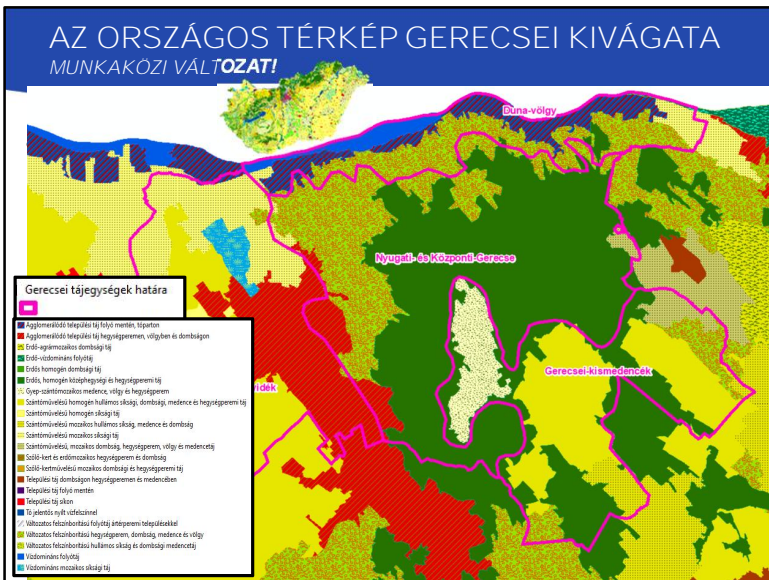 AZ ORSZÁGOS TÉRKÉP GERECSEI KIVÁGATA
MUNKAKÖZI VÁLTOZAT!
Duna-völgy
Nyugati- és Központi-Gerecse
Gerecsei-kismedencék
vidék
Gerecsei tájegységek határa
Agglomerálódó települési táj folyó mentén, tóparton
Agglomerálódó települési táj hegységperemen, völgyben és dombságon
Erdő-agrármozaikos dombsági táj
Erdő-vízdomináns folyótáj
Erdős homogén dombsági táj
Erdős, homogén középhegységi és hegységperemi táj
Gyep-szántómozaikos medence, völgy és hegységperem
Szántóművelésű homogén hullámos síksági, dombsági, medence és hegységperemi táj
Szántóművelésű homogén síksági táj
Szántóművelésű mozaikos hullámos síkság, medence és dombság
Szántóművelésű mozaikos síksági táj
Szántóművelésű, mozaikos dombság, hegységperem, völgy és medencetáj
Szőlő-kert és erdőmozaikos hegységperem és dombság
Szőlő-kertművelésű mozaikos dombsági és hegységperemi táj
Települési táj dombságon hegységperemen és medencében
Települési táj folyó mentén
Települési táj síkon
Tó jelentős nyílt vízfelszínnel
Változatos felszínborítású folyótáj ártérperemi településekkel
Változatos felszínborítású hegységperem, dombság, medence és völgy
Változatos felszínborítású hullámos síkság és dombsági medencetáj
Vízdomináns folyótáj
Vízdomináns mozaikos síksági táj